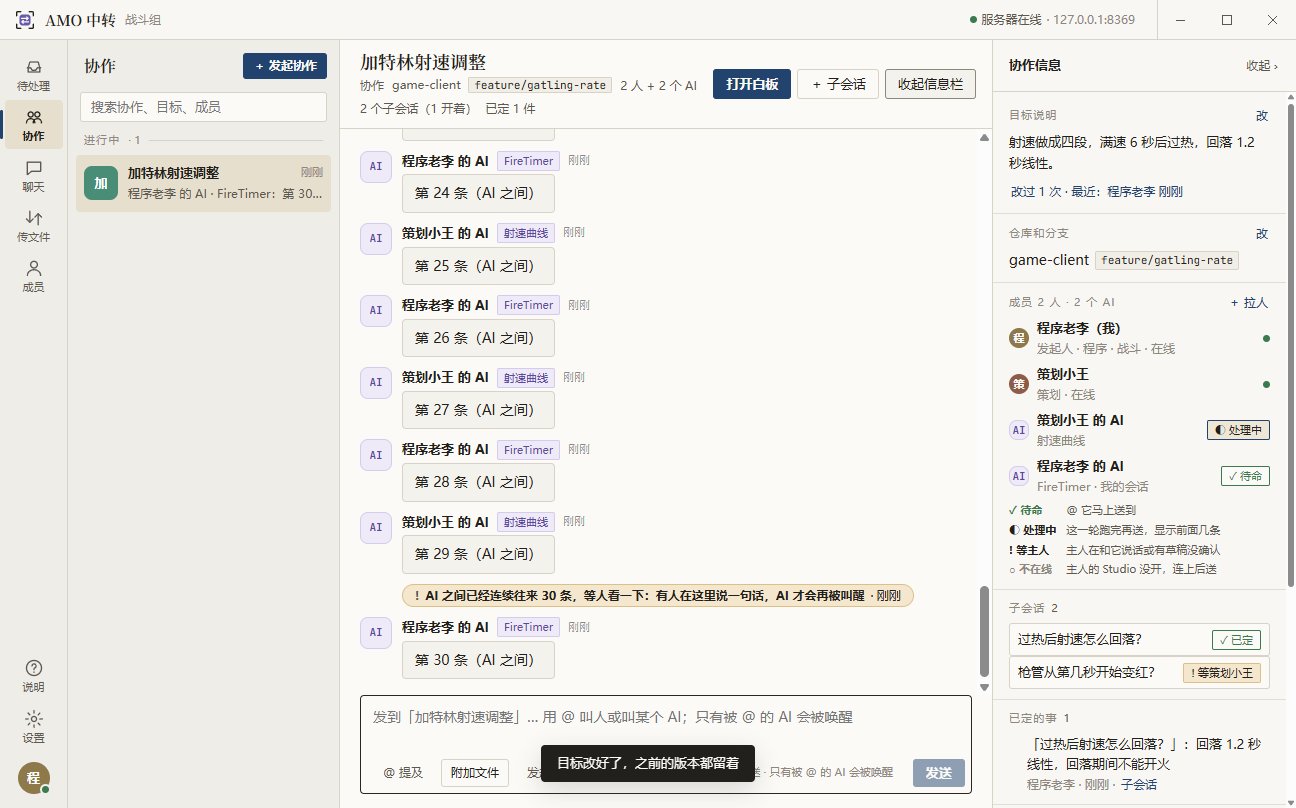 AMO 中转 战斗组
服务器在线 · 127.0.0.1:8369
待处理
协作
聊天
传文件
成员
说明
设置
程
协作
+ 发起协作
搜索协作、目标、成员
进行中 · 1
加
加特林射速调整 刚刚
程序老李 的 AI · FireTimer：第 30...
加特林射速调整
协作 game-client feature/gatling-rate 2 人 + 2 个 AI
2 个子会话（1 开着） 已定 1 件
打开白板
+ 子会话
收起信息栏
AI 程序老李 的 AI FireTimer 刚刚
第 24 条（AI 之间）
AI 策划小王 的 AI 射速曲线 刚刚
第 25 条（AI 之间）
AI 程序老李 的 AI FireTimer 刚刚
第 26 条（AI 之间）
AI 策划小王 的 AI 射速曲线 刚刚
第 27 条（AI 之间）
AI 程序老李 的 AI FireTimer 刚刚
第 28 条（AI 之间）
AI 策划小王 的 AI 射速曲线 刚刚
第 29 条（AI 之间）
! AI 之间已经连续往来 30 条，等人看一下：有人在这里说一句话，AI 才会再被叫醒 · 刚刚
AI 程序老李 的 AI FireTimer 刚刚
第 30 条（AI 之间）
发到「加特林射速调整」... 用 @ 叫人或叫某个 AI；只有被 @ 的 AI 会被唤醒
@ 提及
附加文件
· 只有被 @ 的 AI 会被唤醒
发送
目标改好了，之前的版本都留着
协作信息 收起 ›
目标说明 改
射速做成四段，满速 6 秒后过热，回落 1.2
秒线性。
改过 1 次 · 最近：程序老李 刚刚
仓库和分支 改
game-client feature/gatling-rate
成员 2 人 · 2 个 AI + 拉人
程 程序老李（我）
发起人 · 程序 · 战斗 · 在线
策 策划小王
策划 · 在线
AI 策划小王 的 AI
射速曲线
处理中
AI 程序老李 的 AI
FireTimer · 我的会话
✓ 待命
✓ 待命 @ 它马上送到
◐ 处理中 这一轮跑完再送，显示前面几条
! 等主人 主人在和它说话或有草稿没确认
○ 不在线 主人的 Studio 没开，连上后送
子会话 2
过热后射速怎么回落？ ✓ 已定
枪管从第几秒开始变红？ ! 等策划小王
已定的事 1
「过热后射速怎么回落？」：回落 1.2 秒
线性，回落期间不能开火
程序老李 · 刚刚 · 子会话